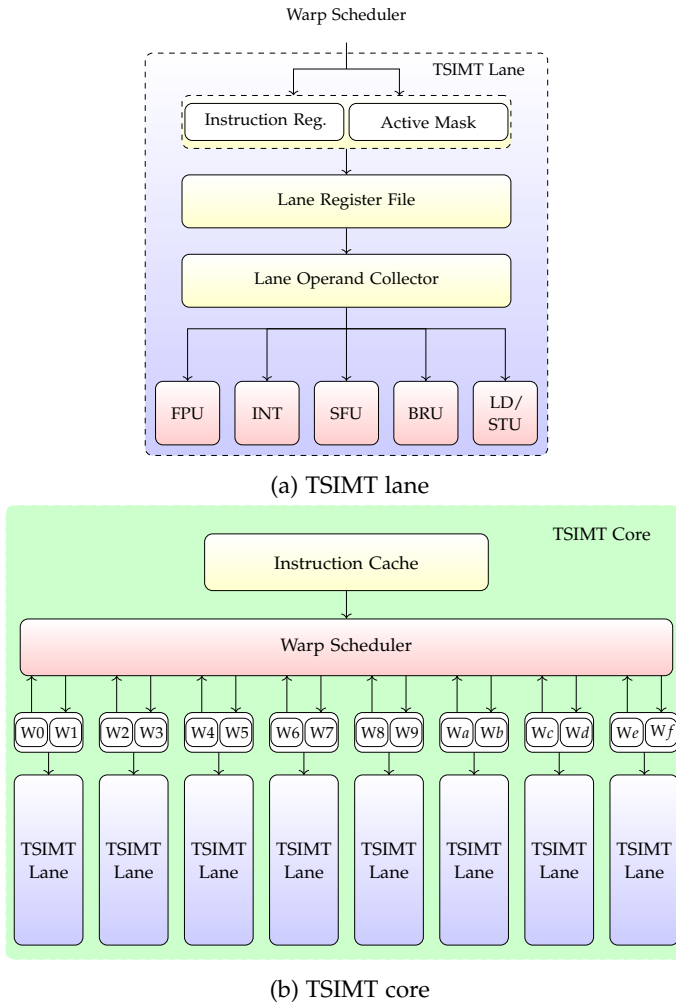 Warp Scheduler
TSIMT Lane
Instruction Reg.
Active Mask
Lane Register File
Lane Operand Collector
FPU
INT
SFU
BRU
LD/
STU
(a) TSIMT lane
TSIMT Core
Instruction Cache
Warp Scheduler
W0 W1 W2 W3 W4 W5 W6 W7 W8 W9 Wa Wb Wc Wd We Wf
TSIMT
Lane
TSIMT
Lane
TSIMT
Lane
TSIMT
Lane
TSIMT
Lane
TSIMT
Lane
TSIMT
Lane
TSIMT
Lane
(b) TSIMT core